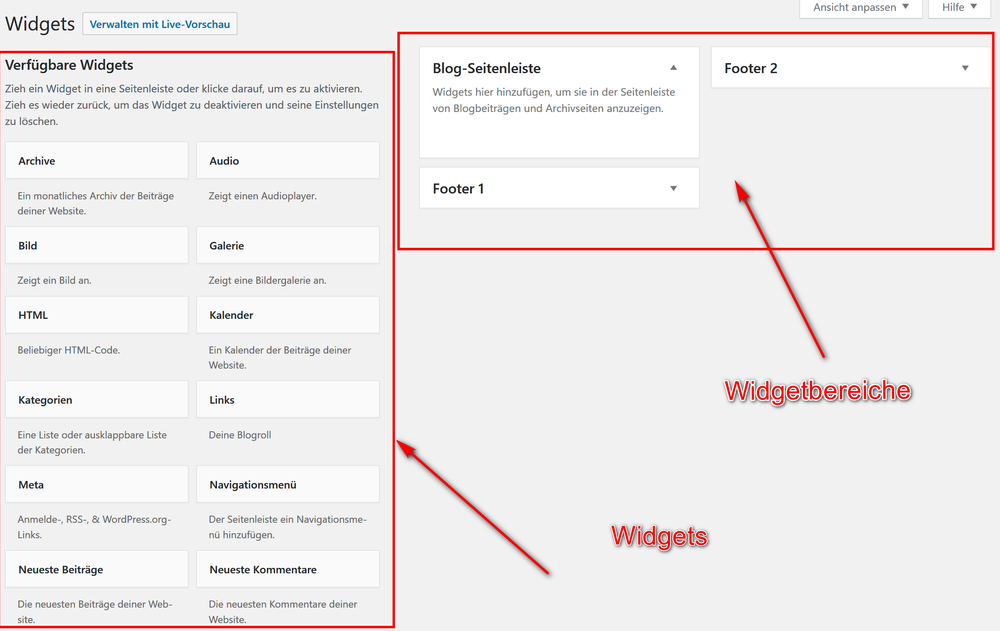 Widgets
Verwalten mit Live-Vorschau
Ansicht anpassen
Hilfe
Verfügbare Widgets
Zieh ein Widget in eine Seitenleiste oder klicke darauf, um es zu aktivieren.
Zieh es wieder zurück, um das Widget zu deaktivieren und seine Einstellungen
zu löschen.
Archive
Audio
Ein monatliches Archiv der Beiträge
deiner Website.
Zeigt einen Audioplayer.
Bild
Galerie
Zeigt ein Bild an.
Zeigt eine Bildergalerie an.
HTML
Kalender
Beliebiger HTML-Code.
Ein Kalender der Beiträge deiner
Website.
Kategorien
Links
Eine Liste oder ausklappbare Liste
der Kategorien.
Deine Blogroll
Meta
Navigationsmenü
Anmelde-, RSS-, & WordPress.org-
Links.
Der Seitenleiste ein Navigationsme-
nü hinzufügen.
Neueste Beiträge
Neueste Kommentare
Die neuesten Beiträge deiner Web-
site.
Die neuesten Kommentare deiner
Website.
Blog-Seitenleiste
Widgets hier hinzufügen, um sie in der Seitenleiste
von Blogbeiträgen und Archivseiten anzuzeigen.
Footer 1
Footer 2
Widgetbereiche
Widgets